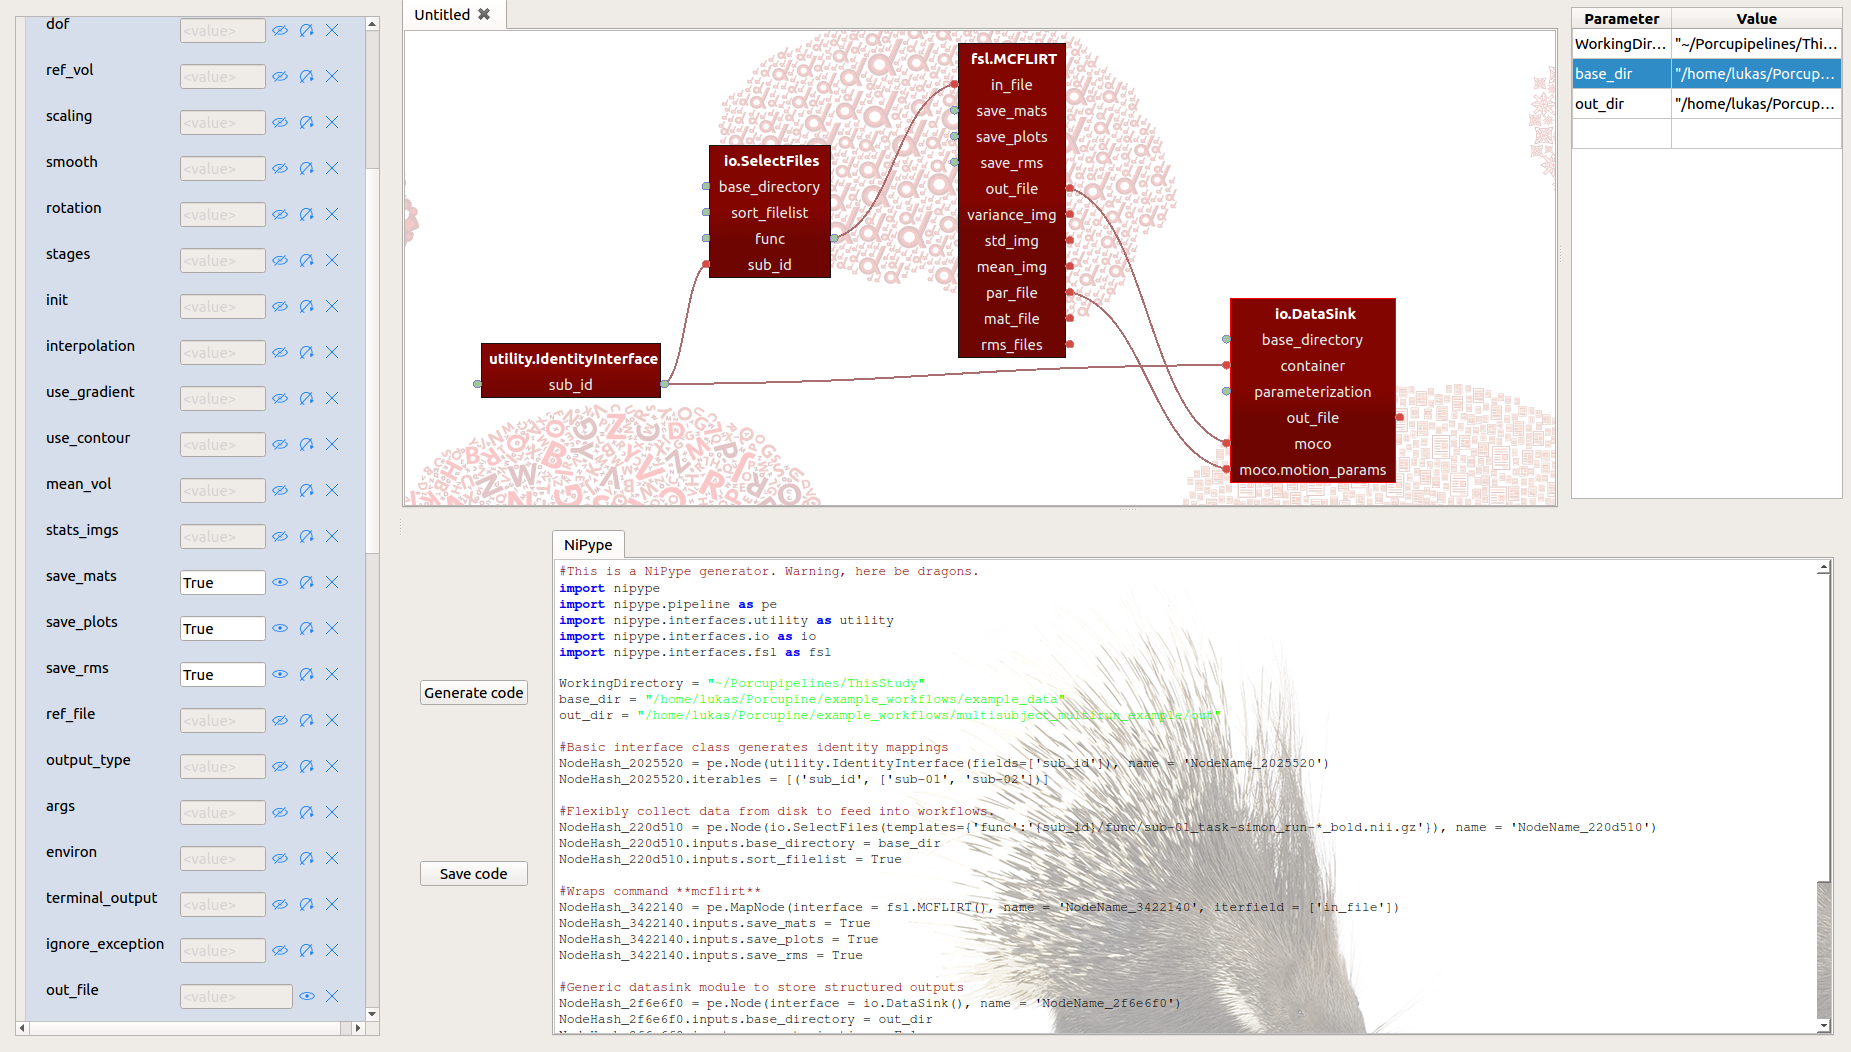 dof <value>
ref_vol <value>
scaling <value>
smooth <value>
rotation <value>
stages <value>
init <value>
interpolation <value>
use_gradient <value>
use_contour <value>
mean_vol <value>
stats_imgs <value>
save_mats True
save_plots True
save_rms True
ref_file <value>
output_type <value>
args <value>
environ <value>
terminal_output <value>
ignore_exception <value>
out_file <value>
Untitled
fsl.MCFLIRT
in_file
save_mats
save_plots
save_rms
out_file
variance_img
std_img
mean_img
par_file
mat_file
rms_files
io.SelectFiles
base_directory
sort_filelist
func
sub_id
utility.IdentityInterface
sub_id
io.DataSink
base_directory
container
parameterization
out_file
moco
moco.motion_params
Parameter Value
WorkingDir... "~/Porcupipelines/Thi...
base_dir "/home/lukas/Porcup...
out_dir "/home/lukas/Porcup...
Generate code
Save code
NiPype
#This is a NiPype generator. Warning, here be dragons.
import nipype
import nipype.pipeline as pe
import nipype.interfaces.utility as utility
import nipype.interfaces.io as io
import nipype.interfaces.fsl as fsl
WorkingDirectory = "~/Porcupipelines/ThisStudy"
base_dir = "/home/lukas/Porcupine/example_workflows/example_data"
out_dir = "/home/lukas/Porcupine/example_workflows/multisubject_multirun_example/out"
#Basic interface class generates identity mappings
NodeHash_2025520 = pe.Node(utility.IdentityInterface(fields=['sub_id']), name = 'NodeName_2025520')
NodeHash_2025520.iterables = [('sub_id', ['sub-01', 'sub-02'])]
#Flexibly collect data from disk to feed into workflows.
NodeHash_220d510 = pe.Node(io.SelectFiles(templates={'func':'{sub_id}/func/sub-01_task-simon_run-*_bold.nii.gz'}), name = 'NodeName_220d510')
NodeHash_220d510.inputs.base_directory = base_dir
NodeHash_220d510.inputs.sort_filelist = True
#Wraps command **mcflirt**
NodeHash_3422140 = pe.MapNode(interface = fsl.MCFLIRT(), name = 'NodeName_3422140', iterfield = ['in_file'])
NodeHash_3422140.inputs.save_mats = True
NodeHash_3422140.inputs.save_plots = True
NodeHash_3422140.inputs.save_rms = True
#Generic datasink module to store structured outputs
NodeHash_2f6e6f0 = pe.Node(interface = io.DataSink(), name = 'NodeName_2f6e6f0')
NodeHash_2f6e6f0.inputs.base_directory = out_dir